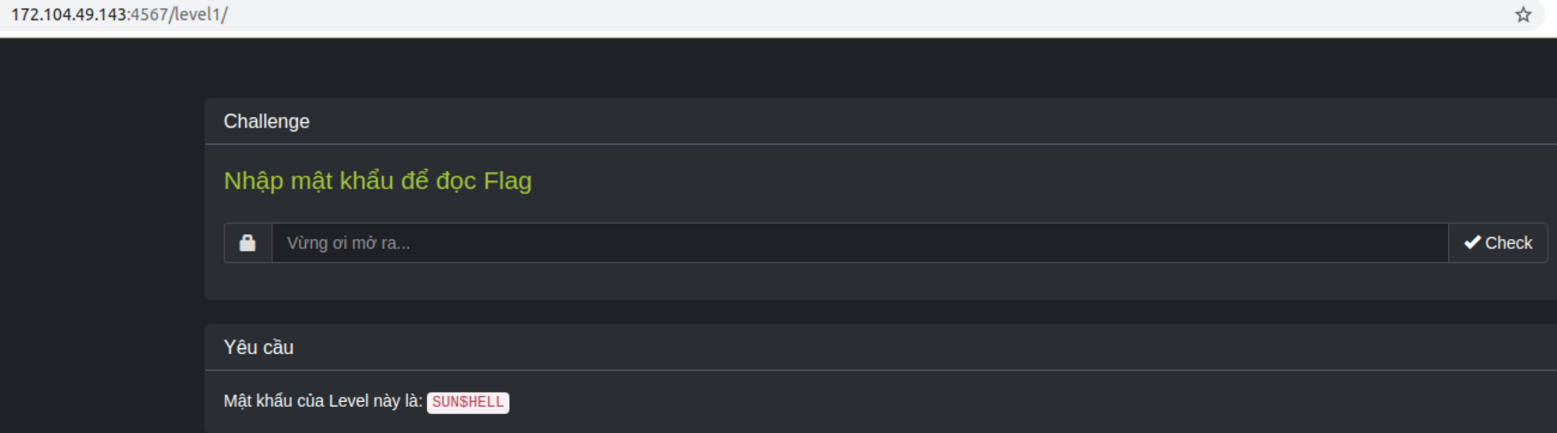 172.104.49.143:4567/level1/
Challenge
Nhập mật khẩu để đọc Flag
Vừng ơi mở ra...
Check
Yêu cầu
Mật khẩu của Level này là: SUN$HELL